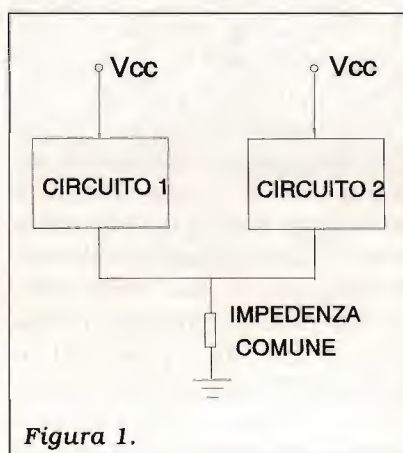 Vcc Vcc
CIRCUITO 1 CIRCUITO 2
IMPEDENZA
COMUNE
Figura 1.